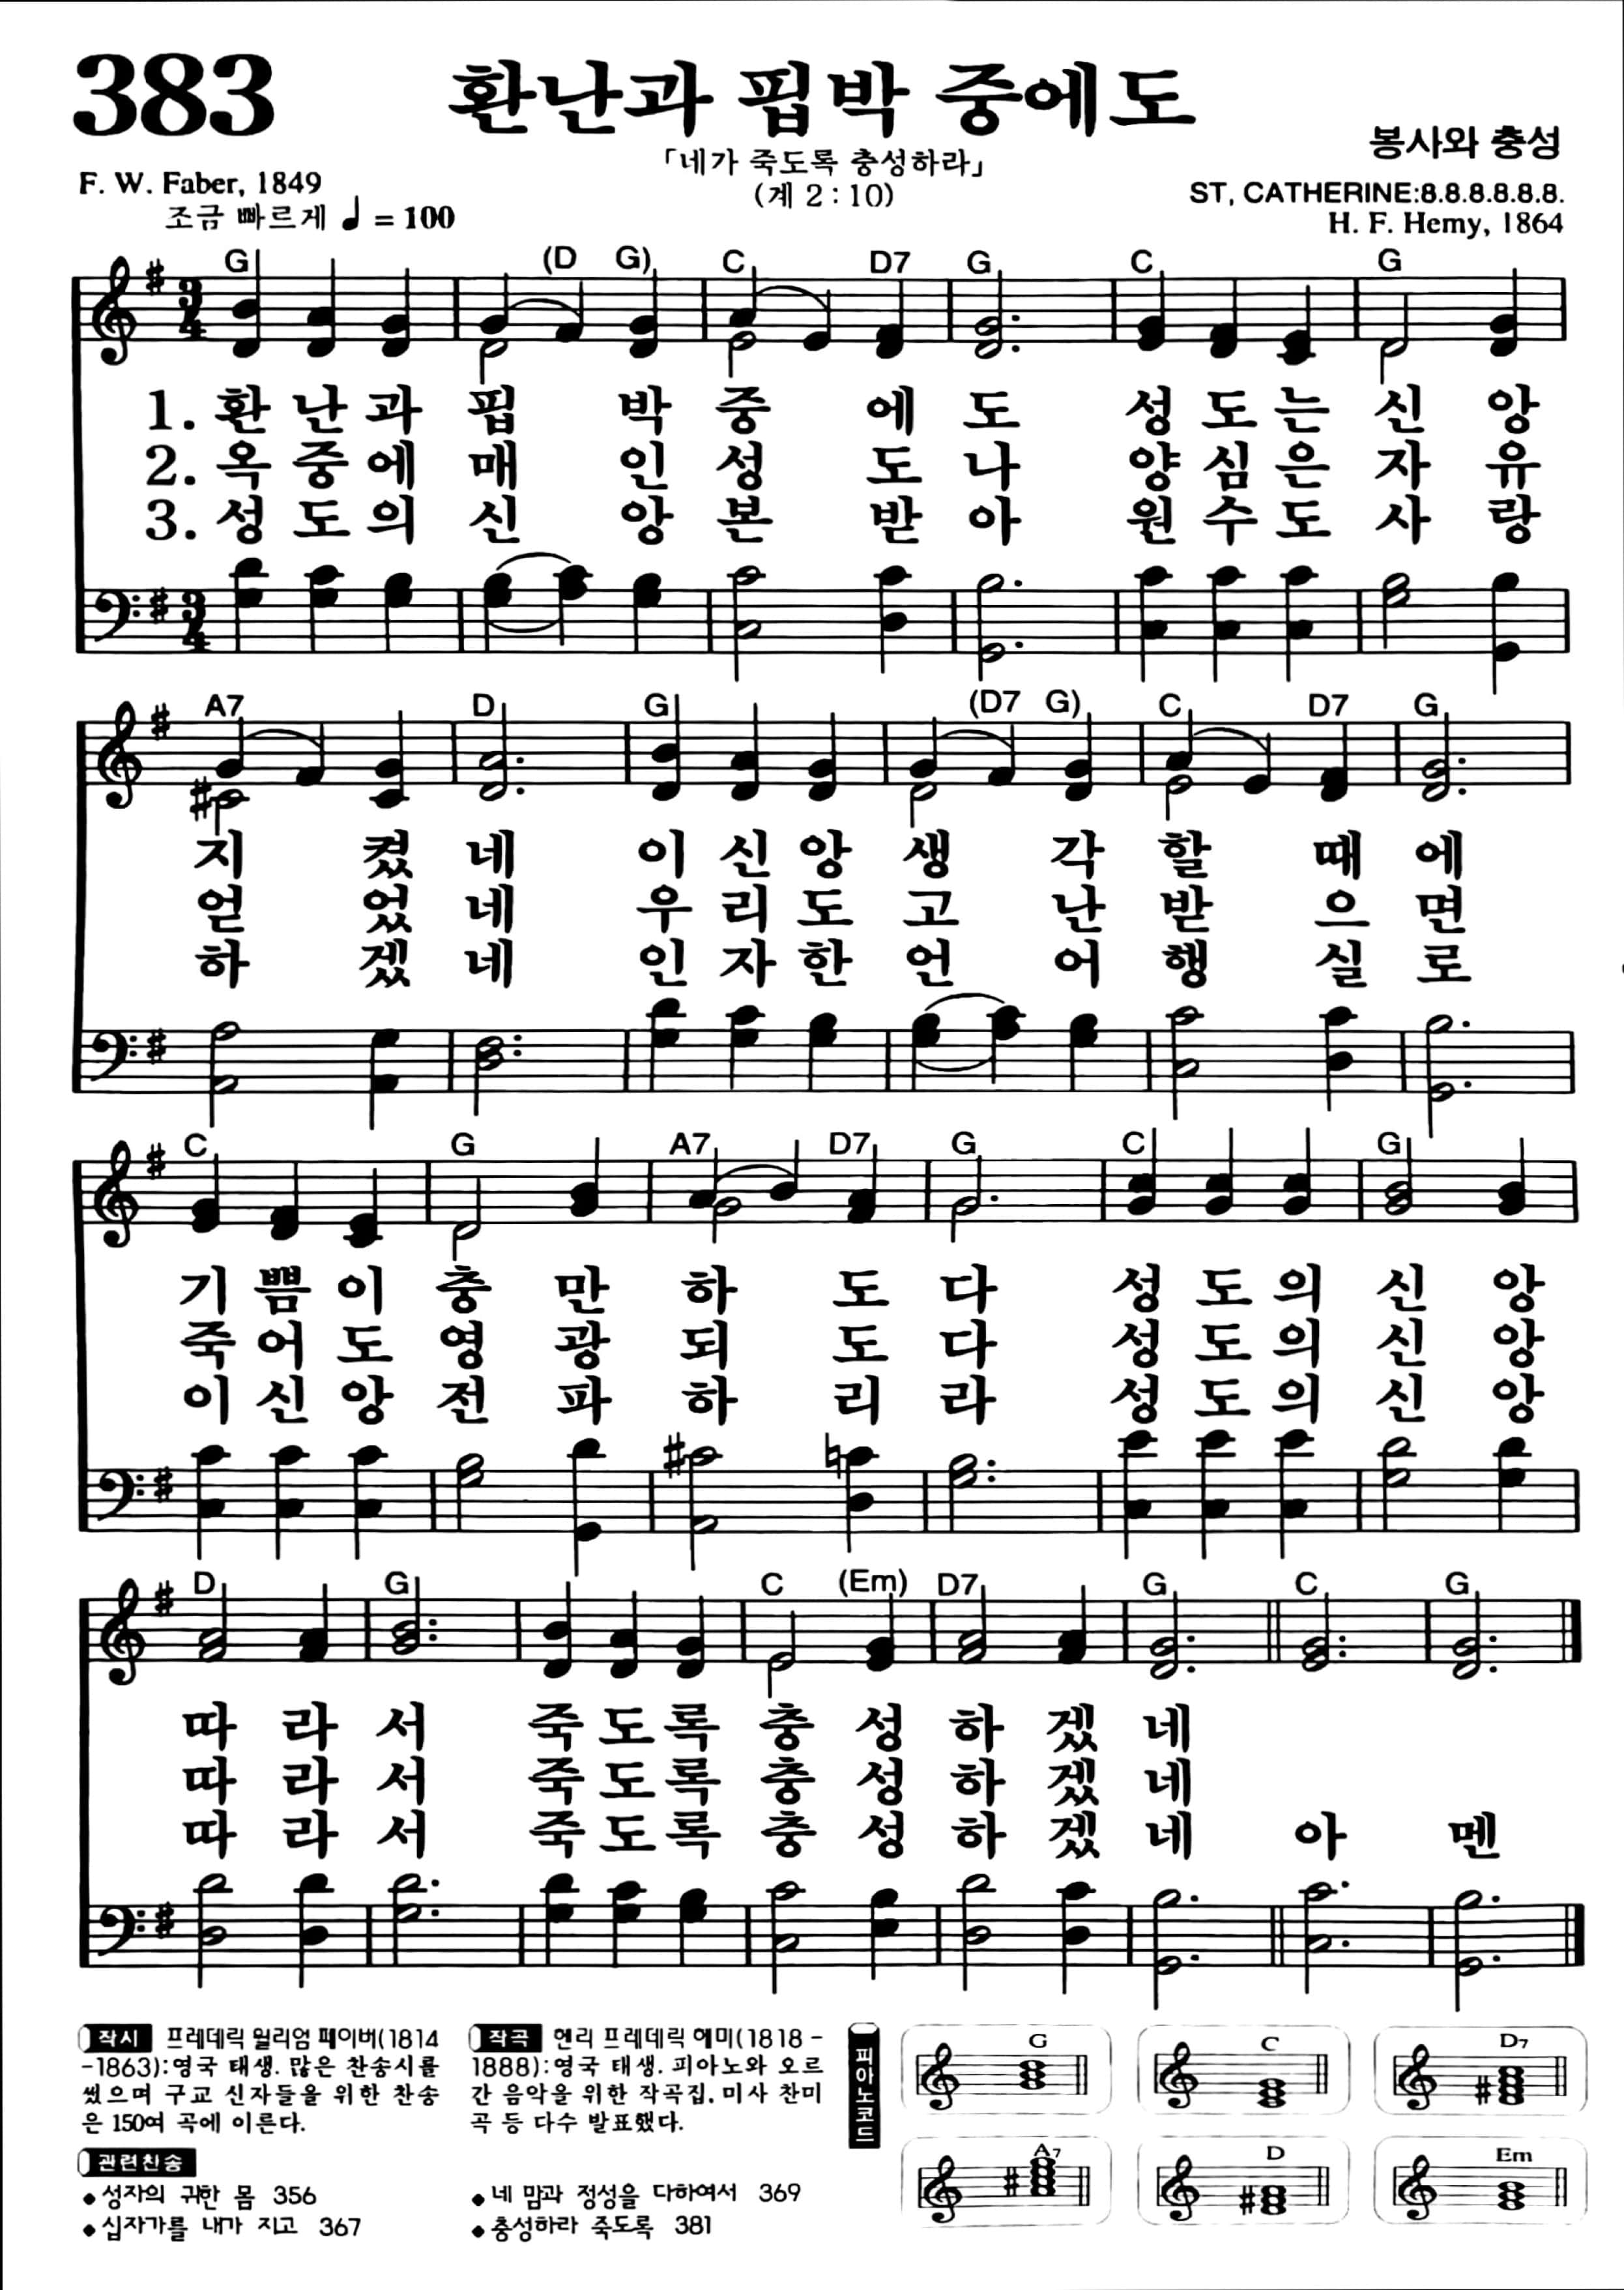 383
환난과 핍박 중에도
봉사와 충성
「네가 죽도록 충성하라」
(계 2 : 10)
F. W. Faber, 1849
조금 빠르게 ♩ = 100
ST, CATHERINE:8.8.8.8.8.8.
H. F. Hemy, 1864
G (D G) C D7 G C G
1. 환 난 과 핍 박 중 에 도 성 도 는 신 앙
2. 옥 중 에 매 인 성 도 나 양 심 은 자 유
3. 성 도 의 신 앙 본 받 아 원 수 도 사 랑
A7 D G (D7 G) C D7 G
지 켰 네 이 신 앙 생 각 할 때 에
얻 었 네 우 리 도 고 난 받 으 면
하 겠 네 인 자 한 언 어 행 실 로
C G A7 D7 G C G
기 쁨 이 충 만 하 도 다 성 도 의 신 앙
죽 어 도 영 광 되 도 다 성 도 의 신 앙
이 신 앙 전 파 하 리 라 성 도 의 신 앙
D G C (Em) D7 G C G
따 라 서 죽 도 록 충 성 하 겠 네
따 라 서 죽 도 록 충 성 하 겠 네
따 라 서 죽 도 록 충 성 하 겠 네 아 멘
작시 프레데릭 윌리엄 페이버(1814
-1863):영국 태생. 많은 찬송시를
썼으며 구교 신자들을 위한 찬송
은 150여 곡에 이른다.
작곡 헨리 프레데릭 헤미(1818 -
1888):영국 태생. 피아노와 오르
간 음악을 위한 작곡집. 미사 찬미
곡 등 다수 발표했다.
관련찬송
● 성자의 귀한 몸 356
● 십자가를 내가 지고 367
● 네 맘과 정성을 다하여서 369
● 충성하라 죽도록 381
피아노코드
G C D7
A7 D Em